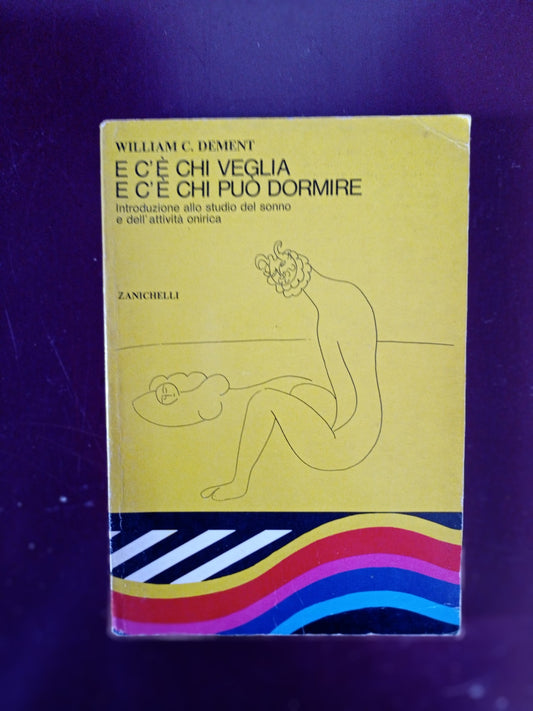 WILLIAM C. DEMENT
E C'È CHI VEGLIA
E C'È CHI PUÒ DORMIRE
Introduzione allo studio del sonno
e dell'attività onirica
ZANICHELLI